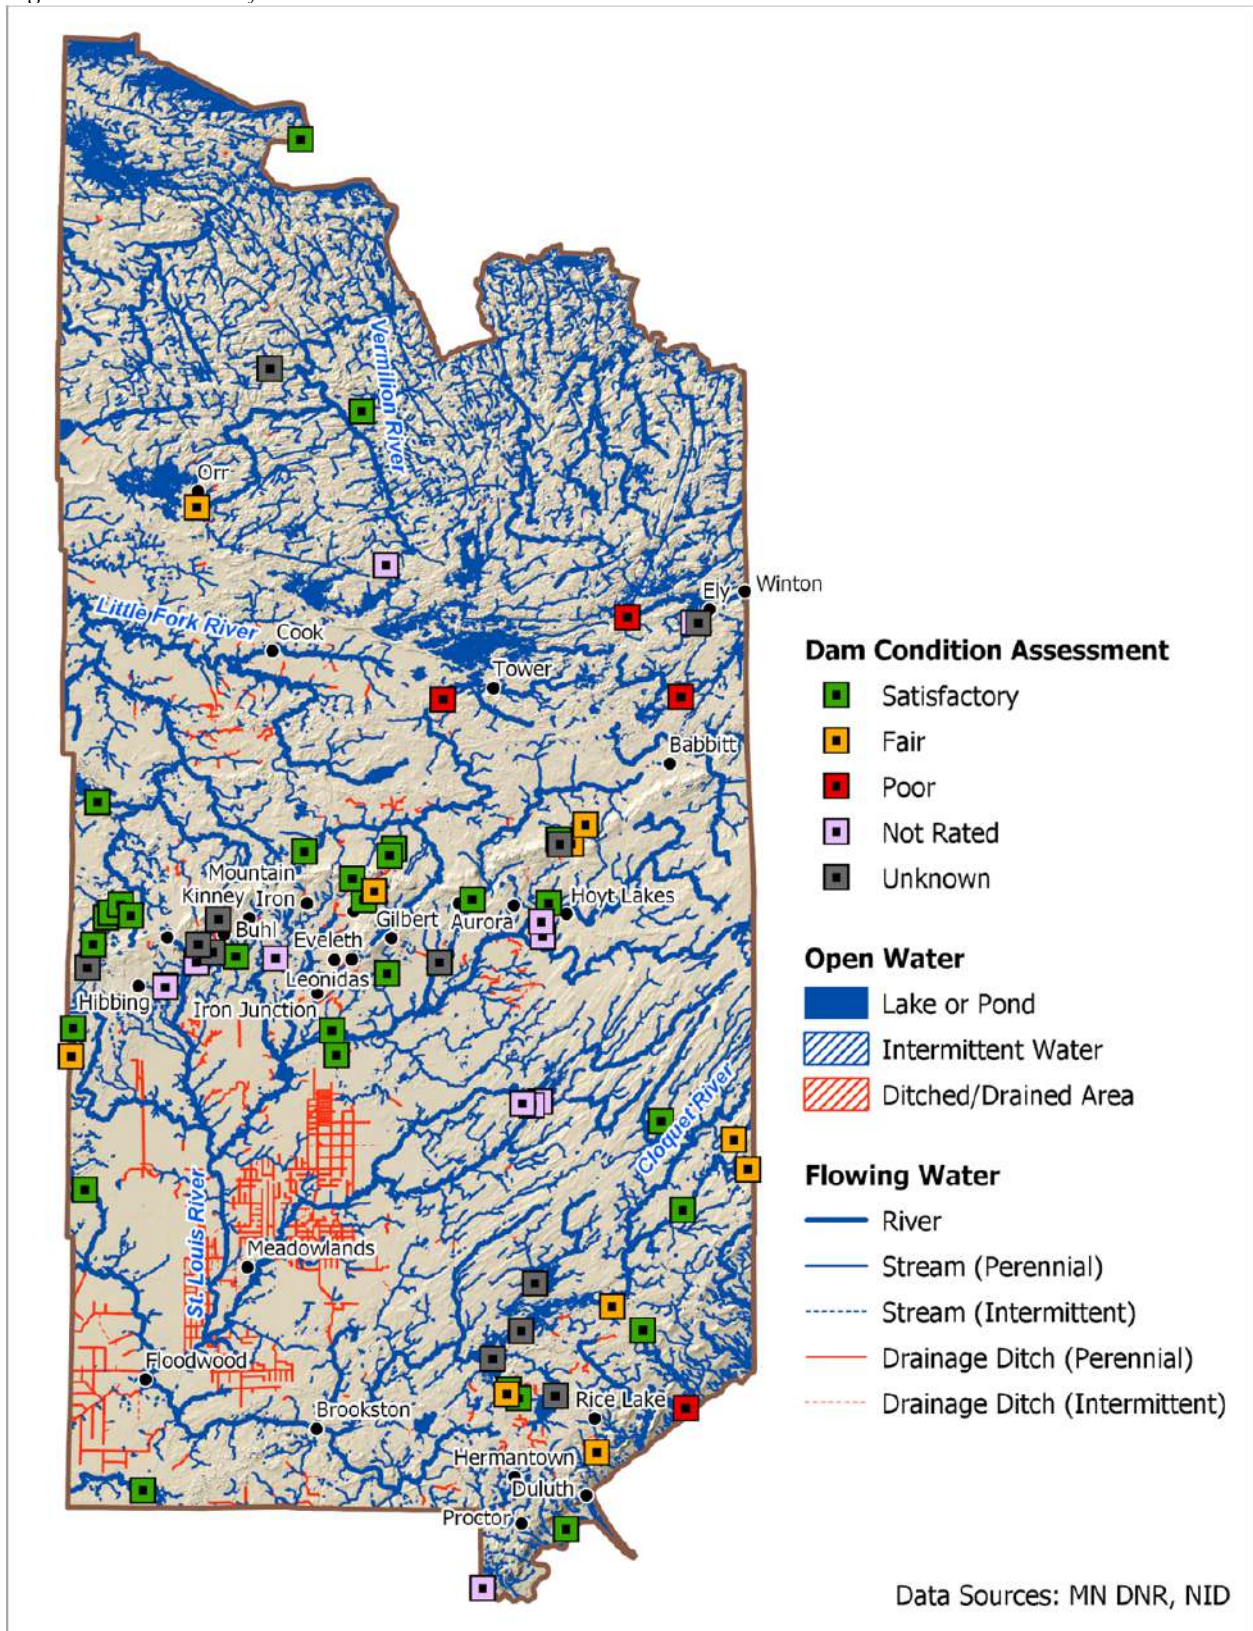 Vermilion River
Orr
Winton
Ely
Little Fork River
Cook
Tower
Babbitt
Mountain
Kinney
Iron
Hoyt Lakes
Buhl
Gilbert
Aurora
Eveleth
Leonidas
Hibbing
Iron Junction
Cloquet River
St. Louis River
Meadowlands
Floodwood
Brookston
Rice Lake
Hermantown
Duluth
Proctor
Dam Condition Assessment
Satisfactory
Fair
Poor
Not Rated
Unknown
Open Water
Lake or Pond
Intermittent Water
Ditched/Drained Area
Flowing Water
River
Stream (Perennial)
Stream (Intermittent)
Drainage Ditch (Perennial)
Drainage Ditch (Intermittent)
Data Sources: MN DNR, NID